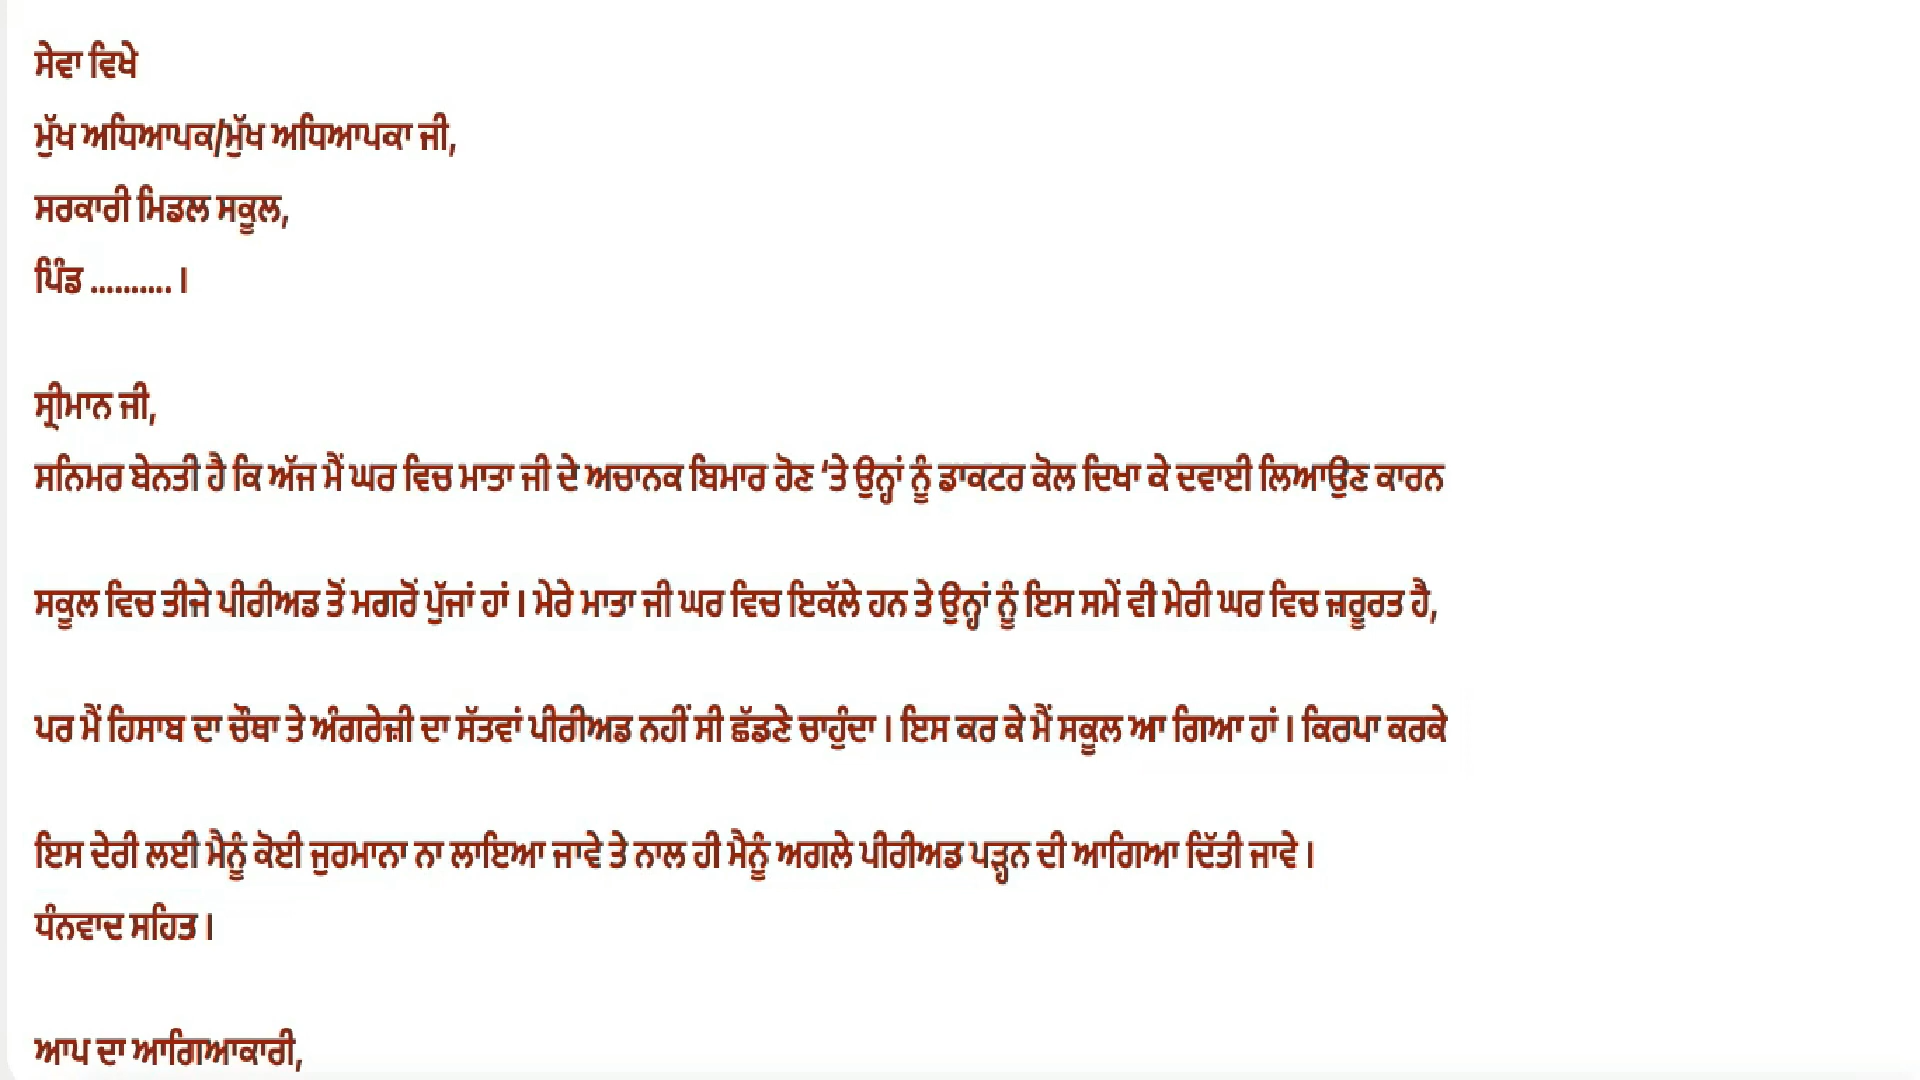 ਸੇਵਾ ਵਿਖੇ
ਮੁੱਖ ਅਧਿਆਪਕ/ਮੁੱਖ ਅਧਿਆਪਕਾ ਜੀ,
ਸਰਕਾਰੀ ਮਿਡਲ ਸਕੂਲ,
ਪਿੰਡ .......... ।
ਸ੍ਰੀਮਾਨ ਜੀ,
ਸਨਿਮਰ ਬੇਨਤੀ ਹੈ ਕਿ ਅੱਜ ਮੈਂ ਘਰ ਵਿਚ ਮਾਤਾ ਜੀ ਦੇ ਅਚਾਨਕ ਬਿਮਾਰ ਹੋਣ ‘ਤੇ ਉਨ੍ਹਾਂ ਨੂੰ ਡਾਕਟਰ ਕੋਲ ਦਿਖਾ ਕੇ ਦਵਾਈ ਲਿਆਉਣ ਕਾਰਨ
ਸਕੂਲ ਵਿਚ ਤੀਜੇ ਪੀਰੀਅਡ ਤੋਂ ਮਗਰੋਂ ਪੁੱਜਾਂ ਹਾਂ । ਮੇਰੇ ਮਾਤਾ ਜੀ ਘਰ ਵਿਚ ਇਕੱਲੇ ਹਨ ਤੇ ਉਨ੍ਹਾਂ ਨੂੰ ਇਸ ਸਮੇਂ ਵੀ ਮੇਰੀ ਘਰ ਵਿਚ ਜ਼ਰੂਰਤ ਹੈ,
ਪਰ ਮੈਂ ਹਿਸਾਬ ਦਾ ਚੌਥਾ ਤੇ ਅੰਗਰੇਜ਼ੀ ਦਾ ਸੱਤਵਾਂ ਪੀਰੀਅਡ ਨਹੀਂ ਸੀ ਛੱਡਣੇ ਚਾਹੁੰਦਾ । ਇਸ ਕਰ ਕੇ ਮੈਂ ਸਕੂਲ ਆ ਗਿਆ ਹਾਂ । ਕਿਰਪਾ ਕਰਕੇ
ਇਸ ਦੇਰੀ ਲਈ ਮੈਨੂੰ ਕੋਈ ਜੁਰਮਾਨਾ ਨਾ ਲਾਇਆ ਜਾਵੇ ਤੇ ਨਾਲ ਹੀ ਮੈਨੂੰ ਅਗਲੇ ਪੀਰੀਅਡ ਪੜ੍ਹਨ ਦੀ ਆਗਿਆ ਦਿੱਤੀ ਜਾਵੇ ।
ਧੰਨਵਾਦ ਸਹਿਤ ।
ਆਪ ਦਾ ਆਗਿਆਕਾਰੀ,